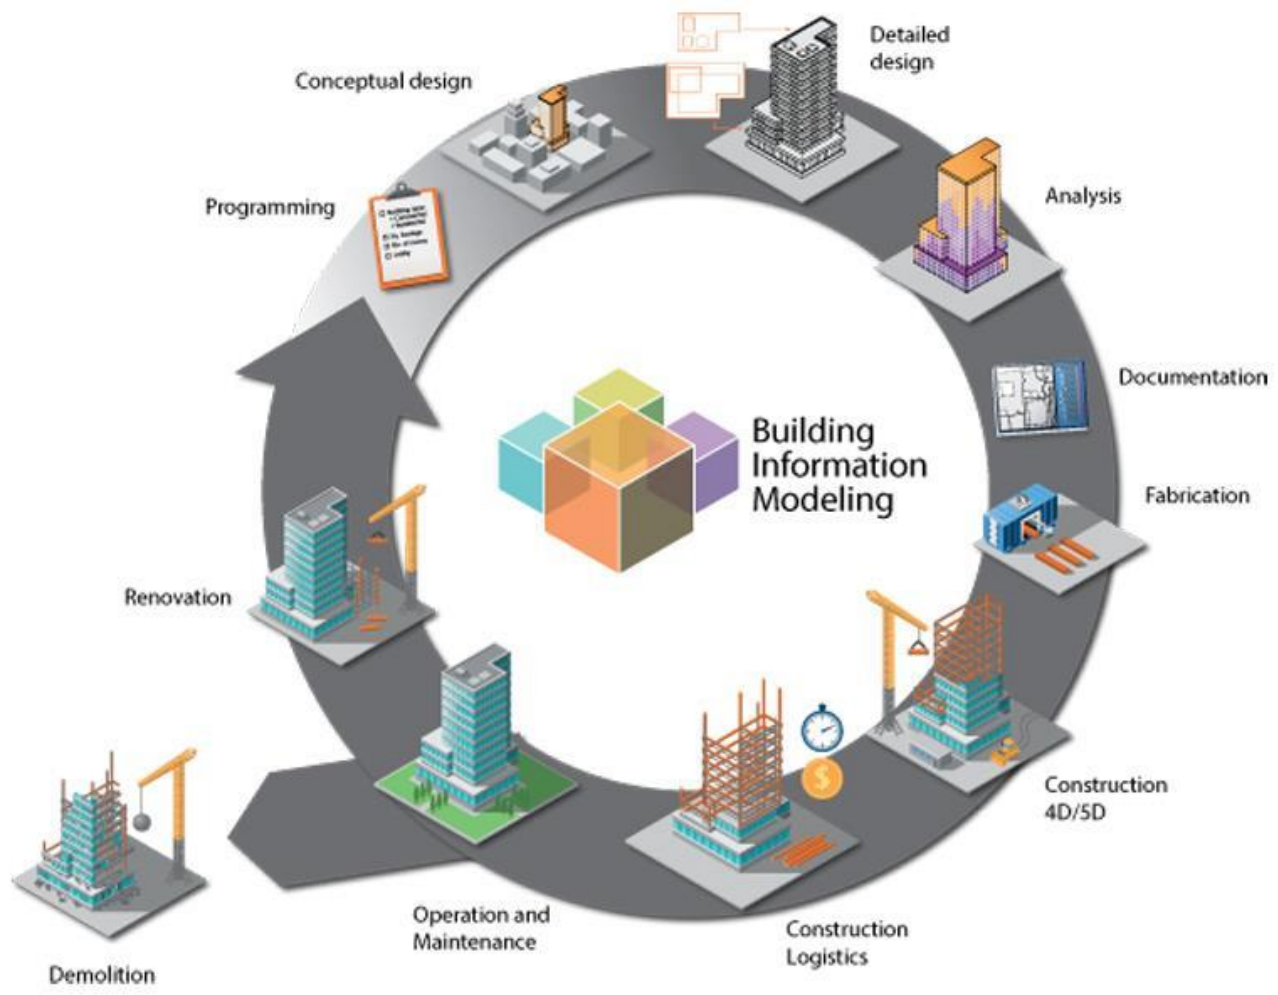 Detailed
design
Conceptual design
Analysis
Programming
Documentation
Building
Information
Modeling
Fabrication
Renovation
Construction
4D/5D
Operation and
Maintenance
Construction
Logistics
Demolition
$